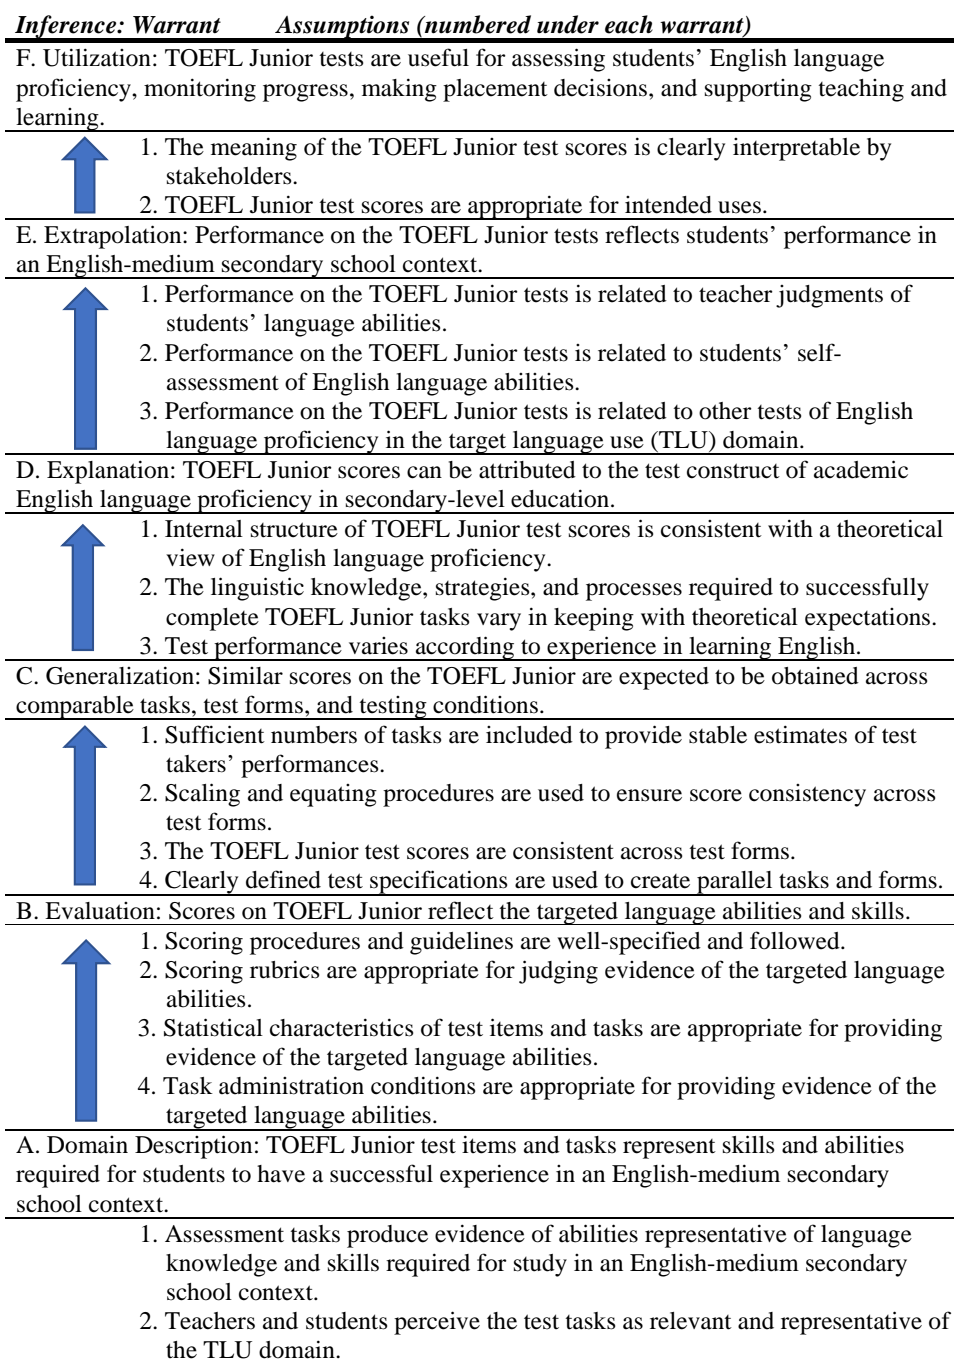 Inference: Warrant Assumptions (numbered under each warrant)
F. Utilization: TOEFL Junior tests are useful for assessing students’ English language
proficiency, monitoring progress, making placement decisions, and supporting teaching and
learning.
1. The meaning of the TOEFL Junior test scores is clearly interpretable by
stakeholders.
2. TOEFL Junior test scores are appropriate for intended uses.
E. Extrapolation: Performance on the TOEFL Junior tests reflects students’ performance in
an English-medium secondary school context.
1. Performance on the TOEFL Junior tests is related to teacher judgments of
students’ language abilities.
2. Performance on the TOEFL Junior tests is related to students’ self-
assessment of English language abilities.
3. Performance on the TOEFL Junior tests is related to other tests of English
language proficiency in the target language use (TLU) domain.
D. Explanation: TOEFL Junior scores can be attributed to the test construct of academic
English language proficiency in secondary-level education.
1. Internal structure of TOEFL Junior test scores is consistent with a theoretical
view of English language proficiency.
2. The linguistic knowledge, strategies, and processes required to successfully
complete TOEFL Junior tasks vary in keeping with theoretical expectations.
3. Test performance varies according to experience in learning English.
C. Generalization: Similar scores on the TOEFL Junior are expected to be obtained across
comparable tasks, test forms, and testing conditions.
1. Sufficient numbers of tasks are included to provide stable estimates of test
takers’ performances.
2. Scaling and equating procedures are used to ensure score consistency across
test forms.
3. The TOEFL Junior test scores are consistent across test forms.
4. Clearly defined test specifications are used to create parallel tasks and forms.
B. Evaluation: Scores on TOEFL Junior reflect the targeted language abilities and skills.
1. Scoring procedures and guidelines are well-specified and followed.
2. Scoring rubrics are appropriate for judging evidence of the targeted language
abilities.
3. Statistical characteristics of test items and tasks are appropriate for providing
evidence of the targeted language abilities.
4. Task administration conditions are appropriate for providing evidence of the
targeted language abilities.
A. Domain Description: TOEFL Junior test items and tasks represent skills and abilities
required for students to have a successful experience in an English-medium secondary
school context.
1. Assessment tasks produce evidence of abilities representative of language
knowledge and skills required for study in an English-medium secondary
school context.
2. Teachers and students perceive the test tasks as relevant and representative of
the TLU domain.